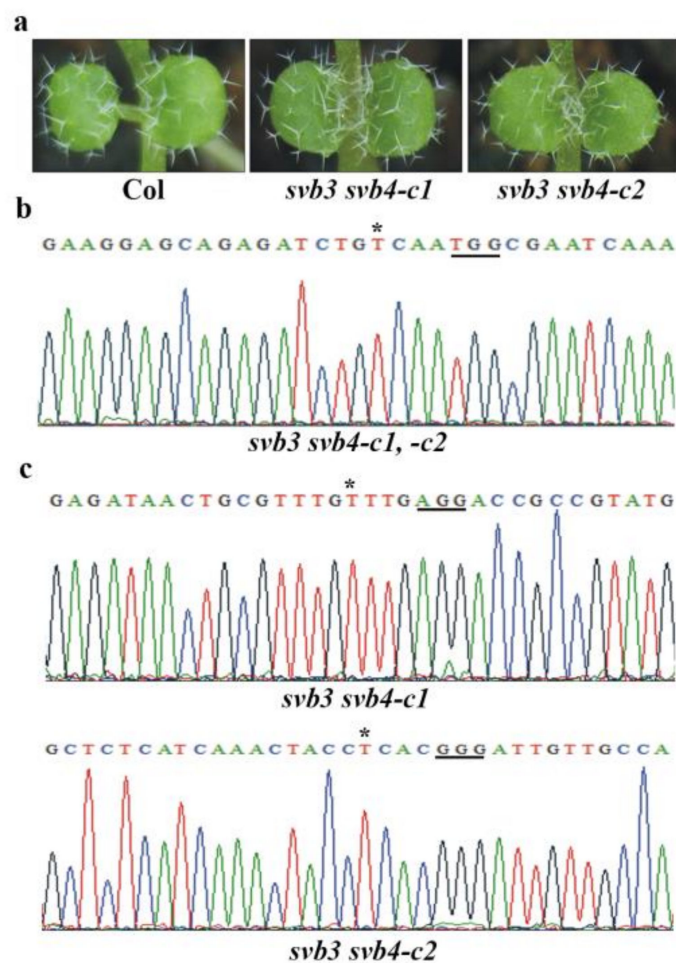 a
Col svb3 svb4-c1 svb3 svb4-c2
b
*
GAAGGAGCAGAGATCTGTCAATGGCGAATCAAA
svb3 svb4-c1, -c2
c
*
GAGATAACTGCGTTTGTTTGAGGACCGCCGTATG
svb3 svb4-c1
*
GCTCTCATCAAACTACCTCACGGGATTGTTGCCA
svb3 svb4-c2